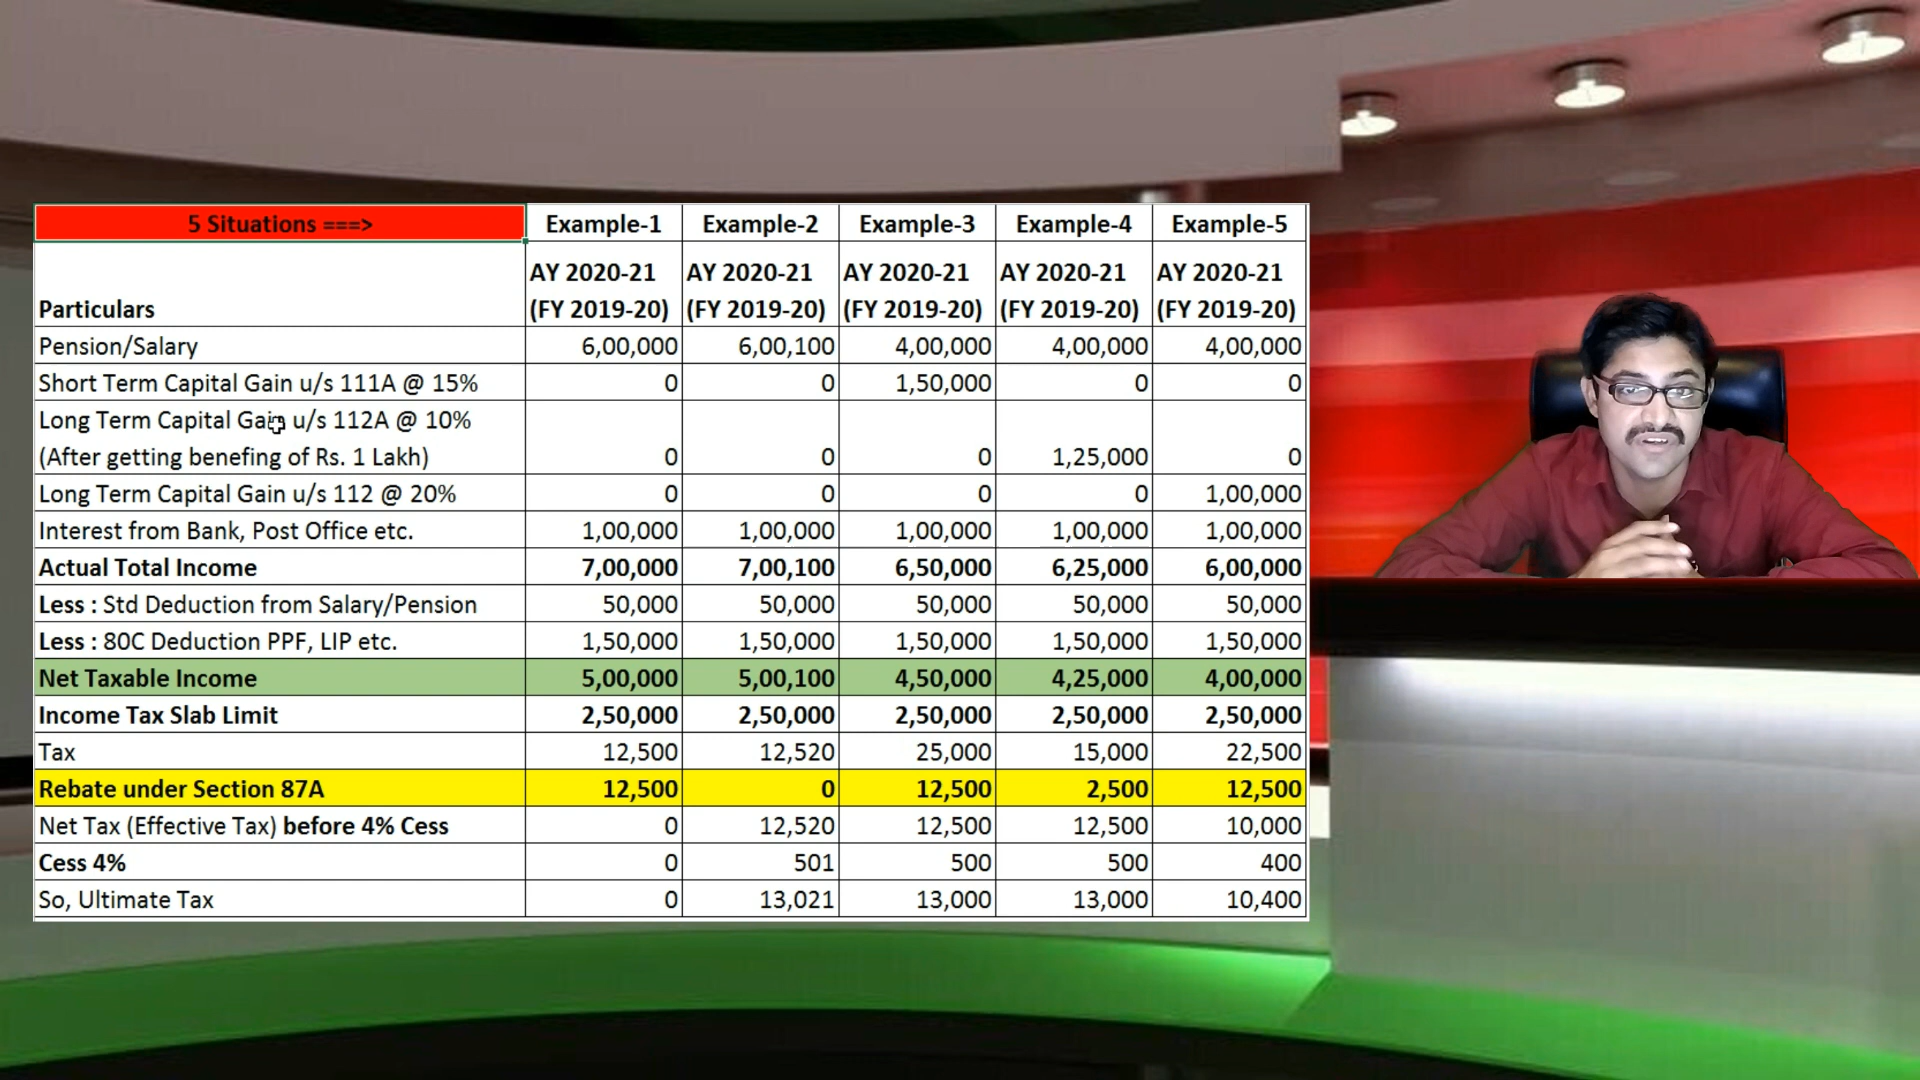 5 Situations ===> Example-1 Example-2 Example-3 Example-4 Example-5
AY 2020-21 AY 2020-21 AY 2020-21 AY 2020-21 AY 2020-21
Particulars (FY 2019-20) (FY 2019-20) (FY 2019-20) (FY 2019-20) (FY 2019-20)
Pension/Salary 6,00,000 6,00,100 4,00,000 4,00,000 4,00,000
Short Term Capital Gain u/s 111A @ 15% 0 0 1,50,000 0 0
Long Term Capital Gain u/s 112A @ 10%
(After getting benefing of Rs. 1 Lakh) 0 0 0 1,25,000 0
Long Term Capital Gain u/s 112 @ 20% 0 0 0 0 1,00,000
Interest from Bank, Post Office etc. 1,00,000 1,00,000 1,00,000 1,00,000 1,00,000
Actual Total Income 7,00,000 7,00,100 6,50,000 6,25,000 6,00,000
Less : Std Deduction from Salary/Pension 50,000 50,000 50,000 50,000 50,000
Less : 80C Deduction PPF, LIP etc. 1,50,000 1,50,000 1,50,000 1,50,000 1,50,000
Net Taxable Income 5,00,000 5,00,100 4,50,000 4,25,000 4,00,000
Income Tax Slab Limit 2,50,000 2,50,000 2,50,000 2,50,000 2,50,000
Tax 12,500 12,520 25,000 15,000 22,500
Rebate under Section 87A 12,500 0 12,500 2,500 12,500
Net Tax (Effective Tax) before 4% Cess 0 12,520 12,500 12,500 10,000
Cess 4% 0 501 500 500 400
So, Ultimate Tax 0 13,021 13,000 13,000 10,400